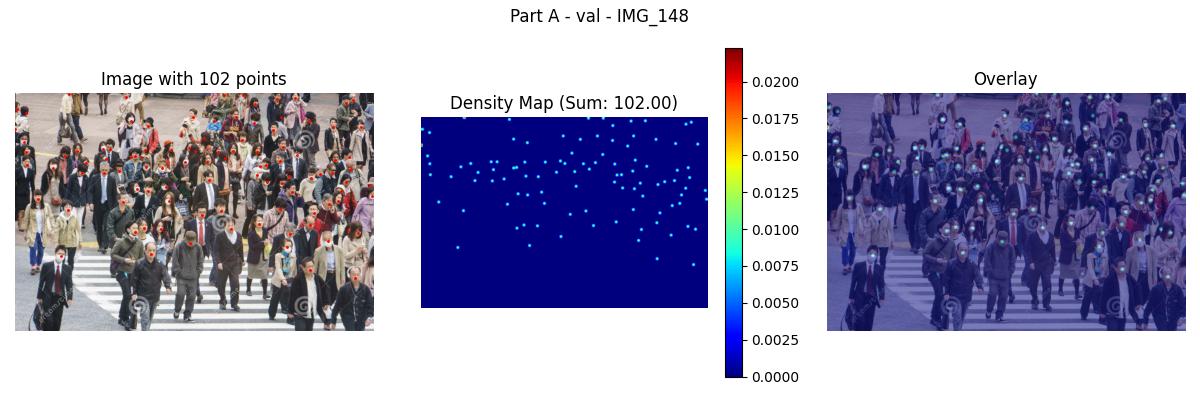 Part A - val - IMG_148
Image with 102 points
Density Map (Sum: 102.00)
0.0200
0.0175
0.0150
0.0125
0.0100
0.0075
0.0050
0.0025
0.0000
Overlay